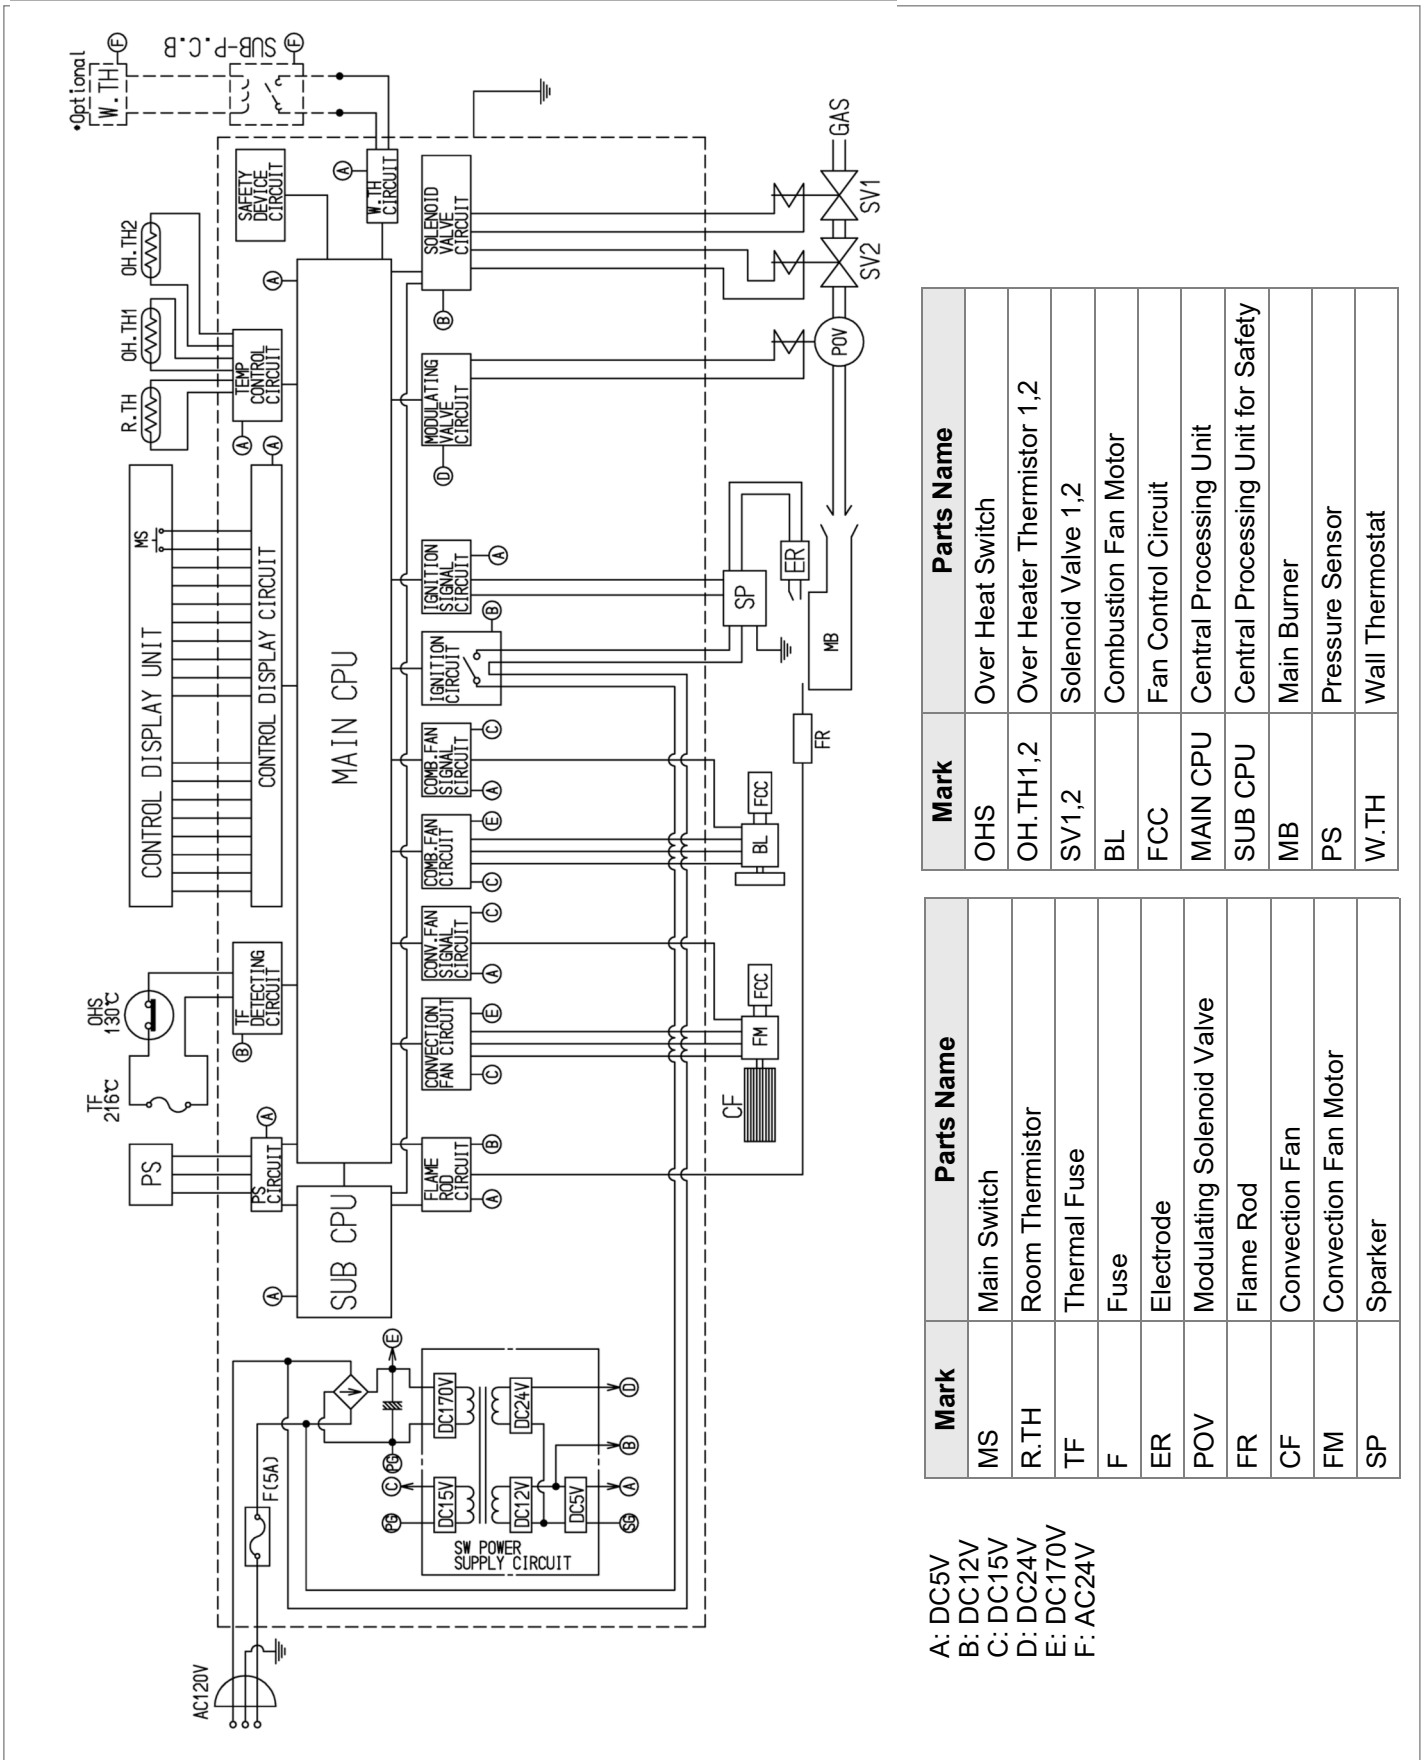 AC120V
F(5A)
TF
216℃
OHS
130℃
PS
CONTROL DISPLAY UNIT
MS
R.TH
OH.TH1
OH.TH2
•Optional
W.TH
F
SUB-P.C.B
F
A
PS
CIRCUIT
A
B
TF
DETECTING
CIRCUIT
CONTROL DISPLAY CIRCUIT
A
A
TEMP
CONTROL
CIRCUIT
A
SAFETY
DEVICE
CIRCUIT
SUB CPU
MAIN CPU
A
W.TH
CIRCUIT
E
PG
C
PG
DC15V
DC170V
DC12V
DC24V
DC5V
SW POWER
SUPPLY CIRCUIT
SG
A
B
D
FLAME
ROD
CIRCUIT
A
B
CONVECTION
FAN CIRCUIT
C
E
CONV.FAN
SIGNAL
CIRCUIT
A
C
COMB.FAN
CIRCUIT
C
E
COMB.FAN
SIGNAL
CIRCUIT
A
C
IGNITION
CIRCUIT
B
IGNITION
SIGNAL
CIRCUIT
A
MODULATING
VALVE
CIRCUIT
D
SOLENOID
VALVE
CIRCUIT
B
CF
FM
FCC
BL
FCC
FR
SP
ER
MB
POV
SV2
SV1
GAS
A: DC5V
B: DC12V
C: DC15V
D: DC24V
E: DC170V
F: AC24V
Mark Parts Name
MS Main Switch
R.TH Room Thermistor
TF Thermal Fuse
F Fuse
ER Electrode
POV Modulating Solenoid Valve
FR Flame Rod
CF Convection Fan
FM Convection Fan Motor
SP Sparker
Mark Parts Name
OHS Over Heat Switch
OH.TH1,2 Over Heater Thermistor 1,2
SV1,2 Solenoid Valve 1,2
BL Combustion Fan Motor
FCC Fan Control Circuit
MAIN CPU Central Processing Unit
SUB CPU Central Processing Unit for Safety
MB Main Burner
PS Pressure Sensor
W.TH Wall Thermostat